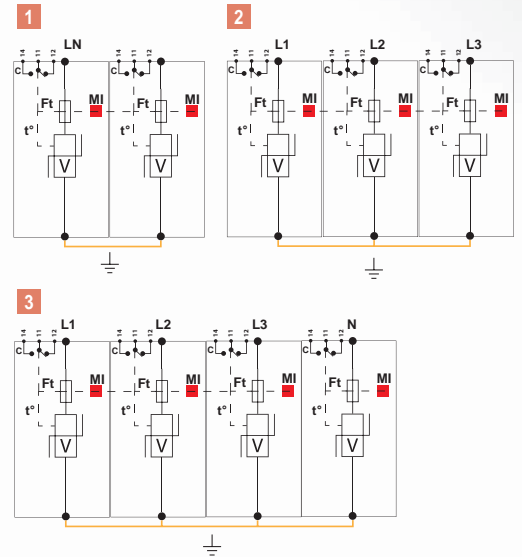 1
LN
14 11 12 14 11 12
C C
Ft MI Ft MI
t° t°
V V
2
L1 L2 L3
14 11 12 14 11 12 14 11 12
C C C
Ft MI Ft MI Ft MI
t° t° t°
V V V
3
L1 L2 L3 N
14 11 12 14 11 12 14 11 12 14 11 12
C C C C
Ft MI Ft MI Ft MI Ft MI
t° t° t° t°
V V V V